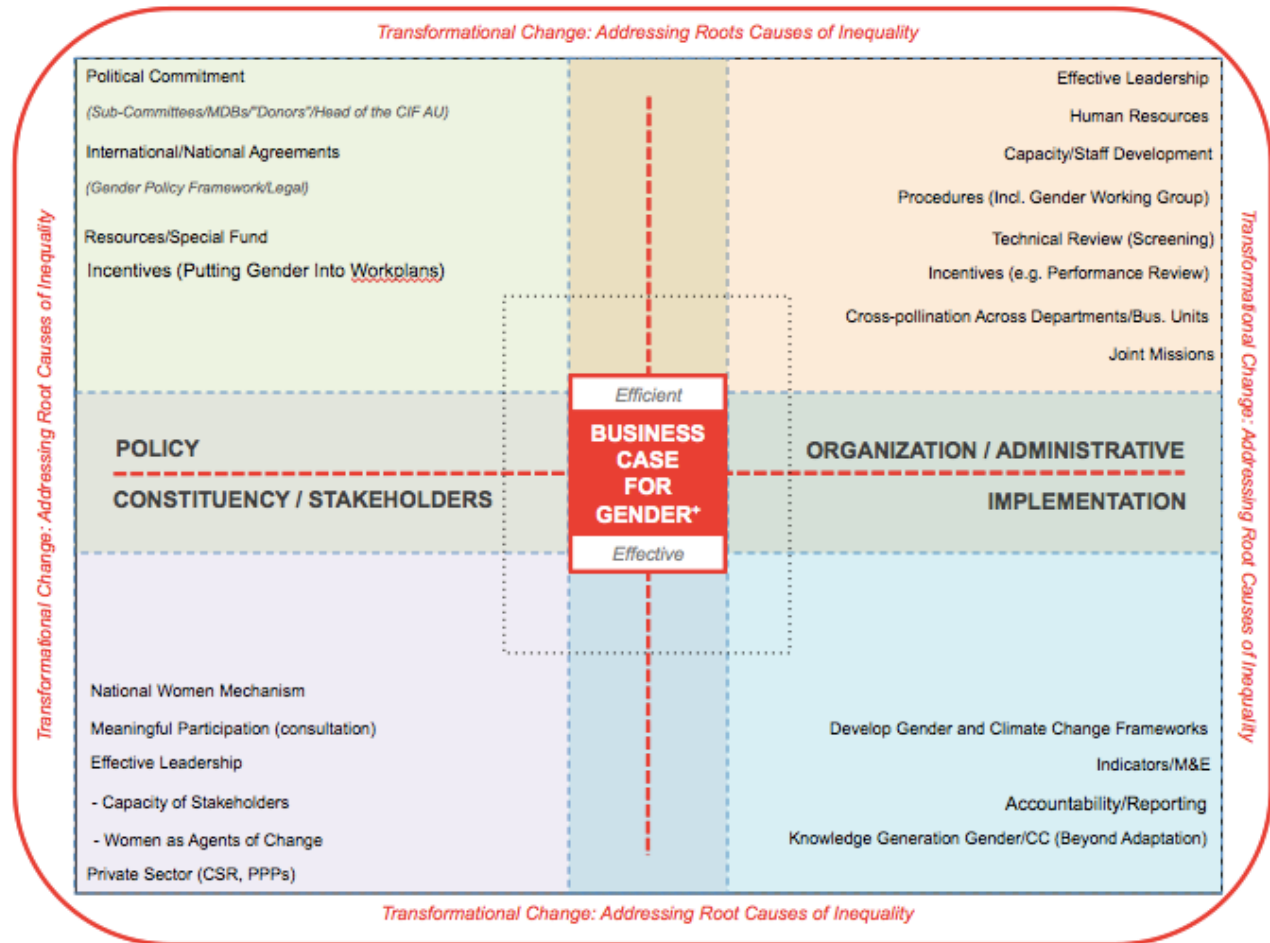 Transformational Change: Addressing Roots Causes of Inequality
Transformational Change: Addressing Root Causes of Inequality
Political Commitment
(Sub-Committees/MDBs/"Donors"/Head of the CIF AU)
International/National Agreements
(Gender Policy Framework/Legal)
Resources/Special Fund
Incentives (Putting Gender Into Workplans)
Effective Leadership
Human Resources
Capacity/Staff Development
Procedures (Incl. Gender Working Group)
Technical Review (Screening)
Incentives (e.g. Performance Review)
Cross-pollination Across Departments/Bus. Units
Joint Missions
Transformational Change: Addressing Root Causes of Inequality
POLICY
CONSTITUENCY / STAKEHOLDERS
Efficient
BUSINESS
CASE
FOR
GENDER+
Effective
ORGANIZATION / ADMINISTRATIVE
IMPLEMENTATION
National Women Mechanism
Meaningful Participation (consultation)
Effective Leadership
- Capacity of Stakeholders
- Women as Agents of Change
Private Sector (CSR, PPPs)
Develop Gender and Climate Change Frameworks
Indicators/M&E
Accountability/Reporting
Knowledge Generation Gender/CC (Beyond Adaptation)
Transformational Change: Addressing Root Causes of Inequality